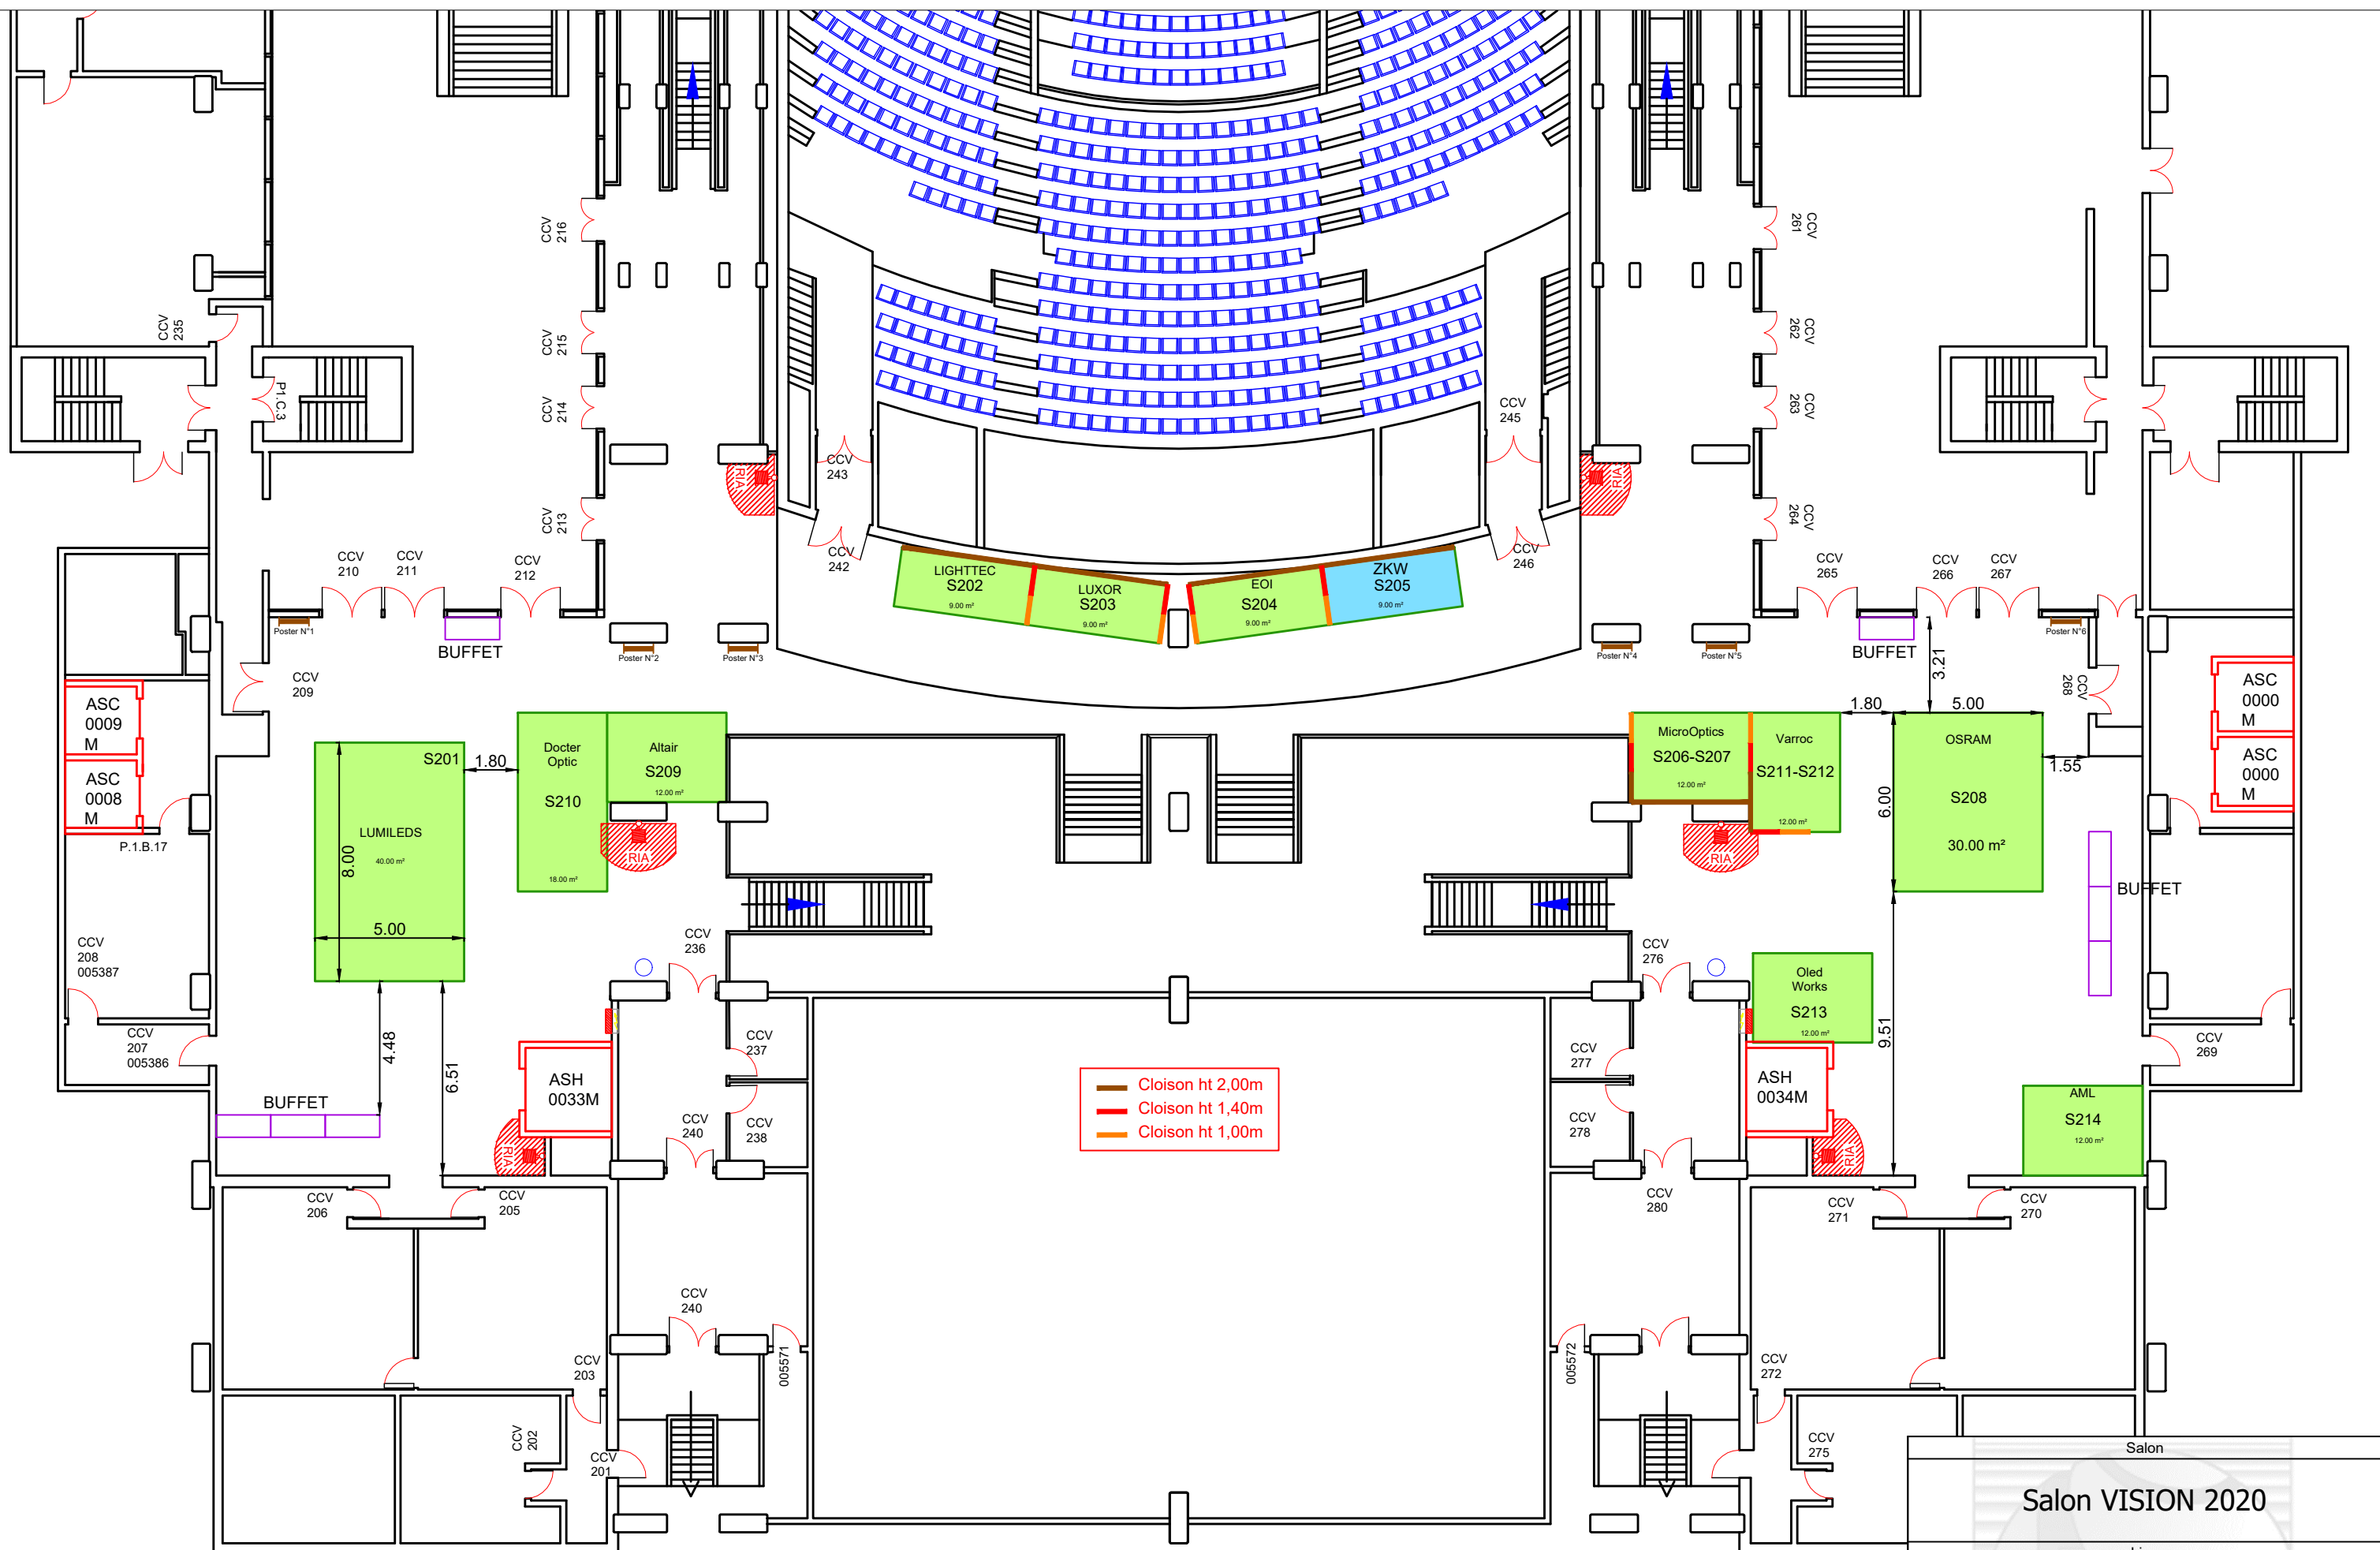 CCV
216
CCV
261
CCV
235
CCV
215
CCV
262
P1.C.3
CCV
214
CCV
263
CCV
245
CCV
243
RIA
RIA
CCV
213
CCV
264
CCV
210
CCV
211
CCV
212
CCV
242
CCV
246
CCV
265
CCV
266
CCV
267
LIGHTTEC
S202
9.00 m²
LUXOR
S203
9.00 m²
EOI
S204
9.00 m²
ZKW
S205
9.00 m²
Poster N°1
BUFFET
Poster N°2
Poster N°3
Poster N°4
Poster N°5
BUFFET
3.21
Poster N°6
CCV
209
CCV
268
ASC
0009
M
ASC
0008
M
P.1.B.17
ASC
0000
M
ASC
0000
M
S201
LUMILEDS
40.00 m²
8.00
5.00
1.80
Docter
Optic
S210
18.00 m²
Altair
S209
12.00 m²
RIA
MicroOptics
S206-S207
12.00 m²
Varroc
S211-S212
12.00 m²
RIA
1.80
5.00
OSRAM
S208
30.00 m²
6.00
1.55
BUFFET
CCV
208
005387
CCV
236
CCV
276
Oled
Works
S213
12.00 m²
9.51
CCV
207
005386
4.48
6.51
CCV
237
CCV
277
CCV
269
ASH
0033M
ASH
0034M
Cloison ht 2,00m
Cloison ht 1,40m
Cloison ht 1,00m
BUFFET
CCV
240
CCV
238
CCV
278
AML
S214
12.00 m²
RIA
RIA
CCV
206
CCV
205
CCV
280
CCV
271
CCV
270
CCV
240
CCV
203
005571
005572
CCV
272
CCV
202
CCV
201
CCV
275
Salon
Salon VISION 2020